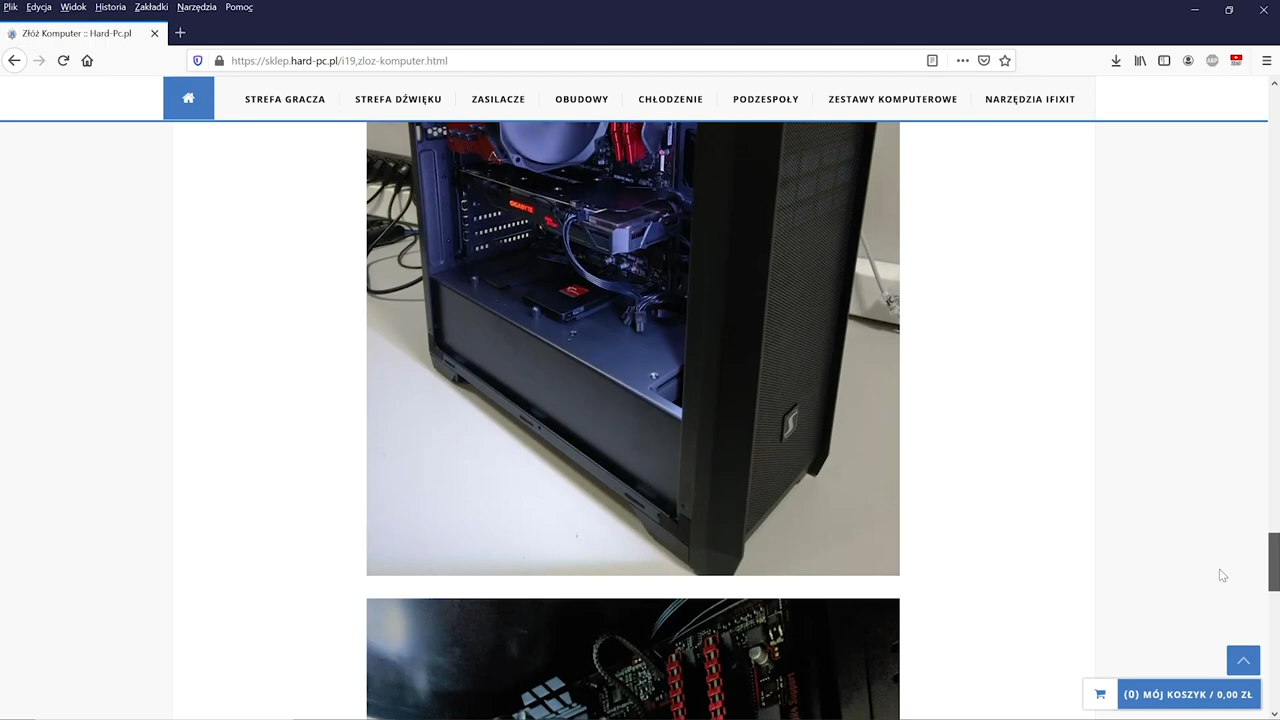 Plik Edycja Widok Historia Zakładki Narzędzia Pomoc
Złóż Komputer :: Hard-Pc.pl
https://sklep.hard-pc.pl/i19,zloz-komputer.html
ABP
STREFA GRACZA STREFA DŹWIĘKU ZASILACZE OBUDOWY CHŁODZENIE PODZESPOŁY ZESTAWY KOMPUTEROWE NARZĘDZIA IFIXIT
GIGABYTE
(0) MÓJ KOSZYK / 0,00 ZŁ